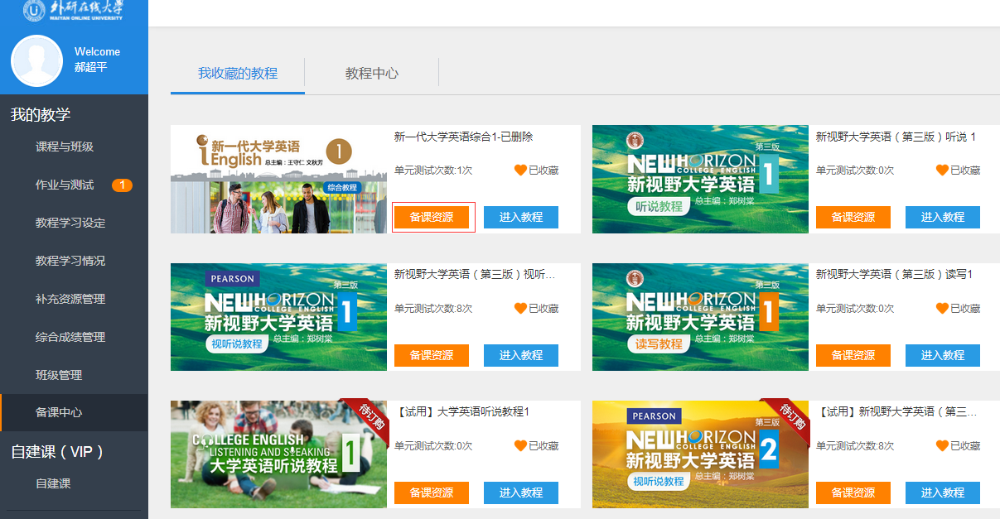 外研在线大学
WAIYAN ONLINE UNIVERSITY
Welcome
郝超平
我的教学
课程与班级
作业与测试 1
教程学习设定
教程学习情况
补充资源管理
综合成绩管理
班级管理
备课中心
自建课（VIP）
自建课
我收藏的教程 教程中心
新一代大学英语
iEnglish
总主编：王守仁 文秋芳
1
综合教程
新一代大学英语综合1-已删除
单元测试次数:1次 已收藏
备课资源 进入教程
第三版
NEW HORIZON
COLLEGE ENGLISH
新视野大学英语 1
听说教程 总主编：郑树棠
新视野大学英语（第三版）听说 1
单元测试次数:0次 已收藏
备课资源 进入教程
PEARSON
第三版
NEW HORIZON
COLLEGE ENGLISH
新视野大学英语 1
视听说教程 总主编：郑树棠
新视野大学英语（第三版）视听...
单元测试次数:8次 已收藏
备课资源 进入教程
第三版
NEW HORIZON
COLLEGE ENGLISH
新视野大学英语 1
读写教程 总主编：郑树棠
新视野大学英语（第三版）读写1
单元测试次数:0次 已收藏
备课资源 进入教程
待订购
COLLEGE ENGLISH
LISTENING AND SPEAKING
大学英语听说教程 1
【试用】大学英语听说教程1
单元测试次数:0次 已收藏
备课资源 进入教程
PEARSON
待订购
第三版
NEW HORIZON
COLLEGE ENGLISH
新视野大学英语 2
视听说教程 总主编：郑树棠
【试用】新视野大学英语（第三...
单元测试次数:8次 已收藏
备课资源 进入教程